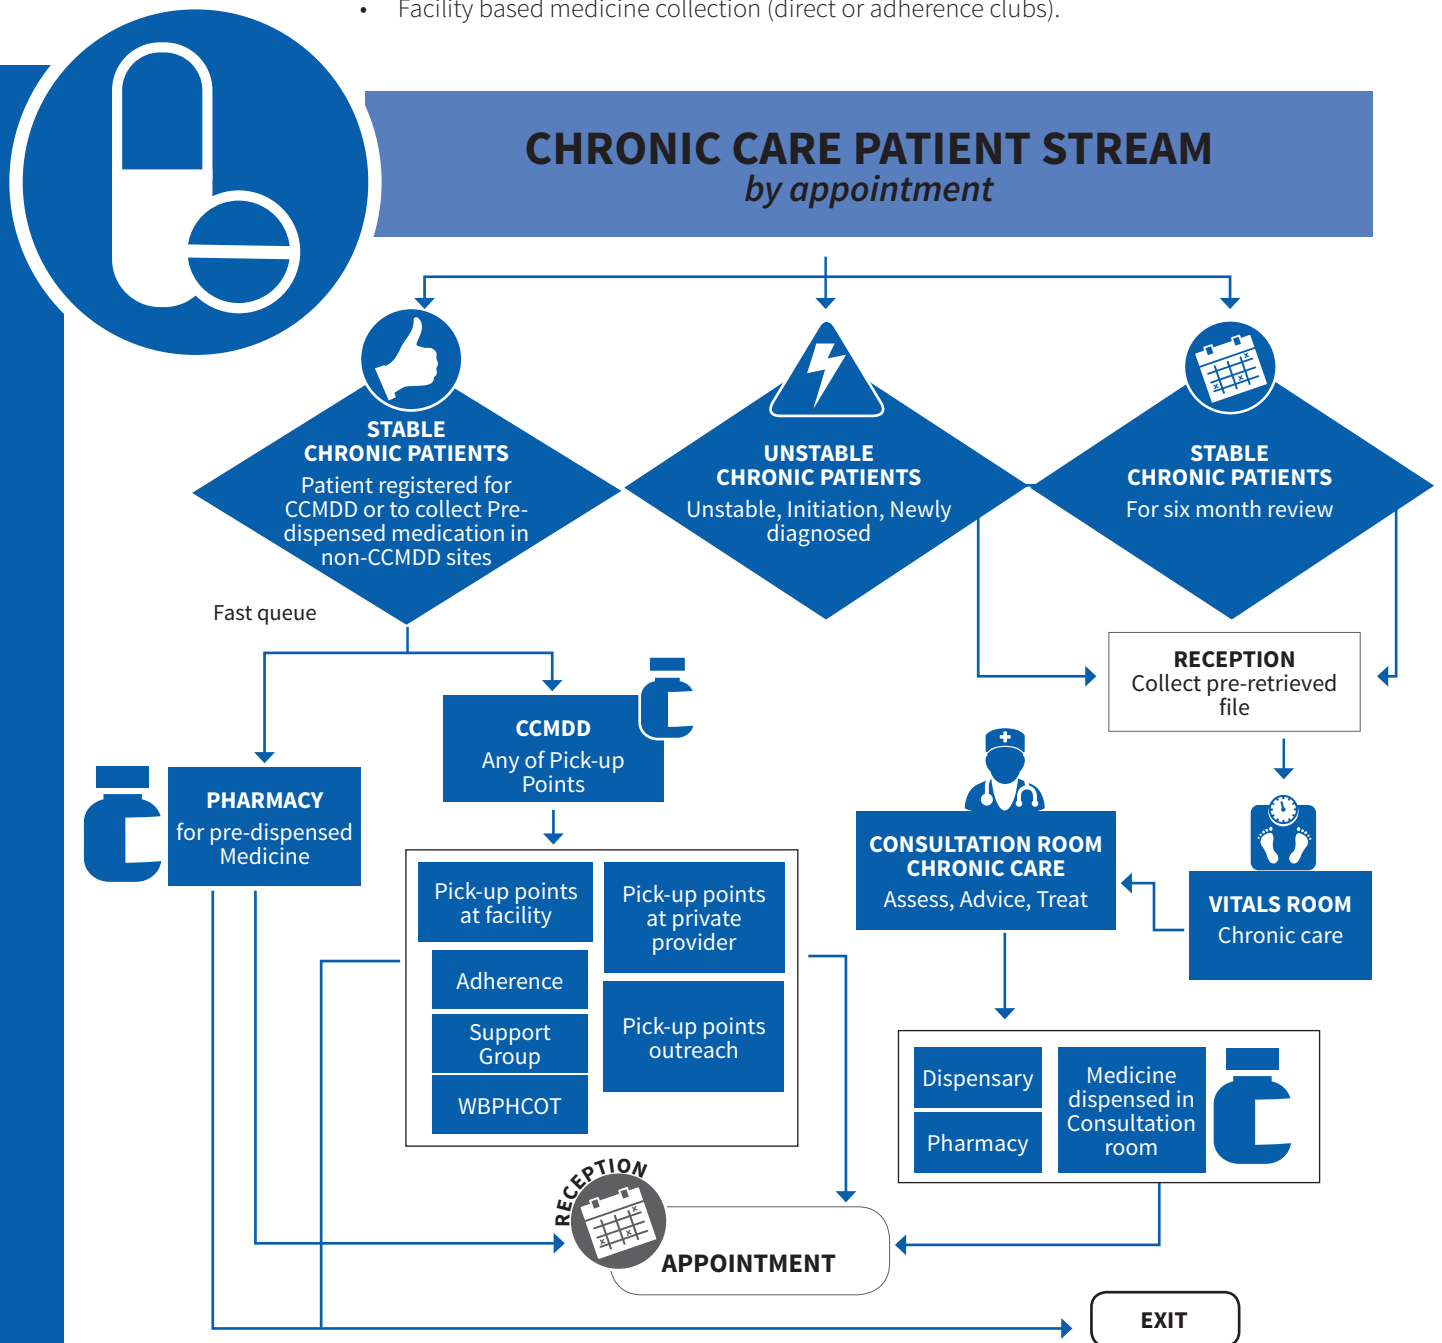 • Facility based medicine collection (direct or adherence clubs).
CHRONIC CARE PATIENT STREAM
by appointment
STABLE
CHRONIC PATIENTS
Patient registered for
CCMDD or to collect Pre-
dispensed medication in
non-CCMDD sites
UNSTABLE
CHRONIC PATIENTS
Unstable, Initiation, Newly
diagnosed
STABLE
CHRONIC PATIENTS
For six month review
Fast queue
RECEPTION
Collect pre-retrieved
file
CCMDD
Any of Pick-up
Points
PHARMACY
for pre-dispensed
Medicine
CONSULTATION ROOM
CHRONIC CARE
Assess, Advice, Treat
VITALS ROOM
Chronic care
Pick-up points
at facility
Adherence
Support
Group
WBPHCOT
Pick-up points
at private
provider
Pick-up points
outreach
Dispensary
Pharmacy
Medicine
dispensed in
Consultation
room
RECEPTION
APPOINTMENT
EXIT